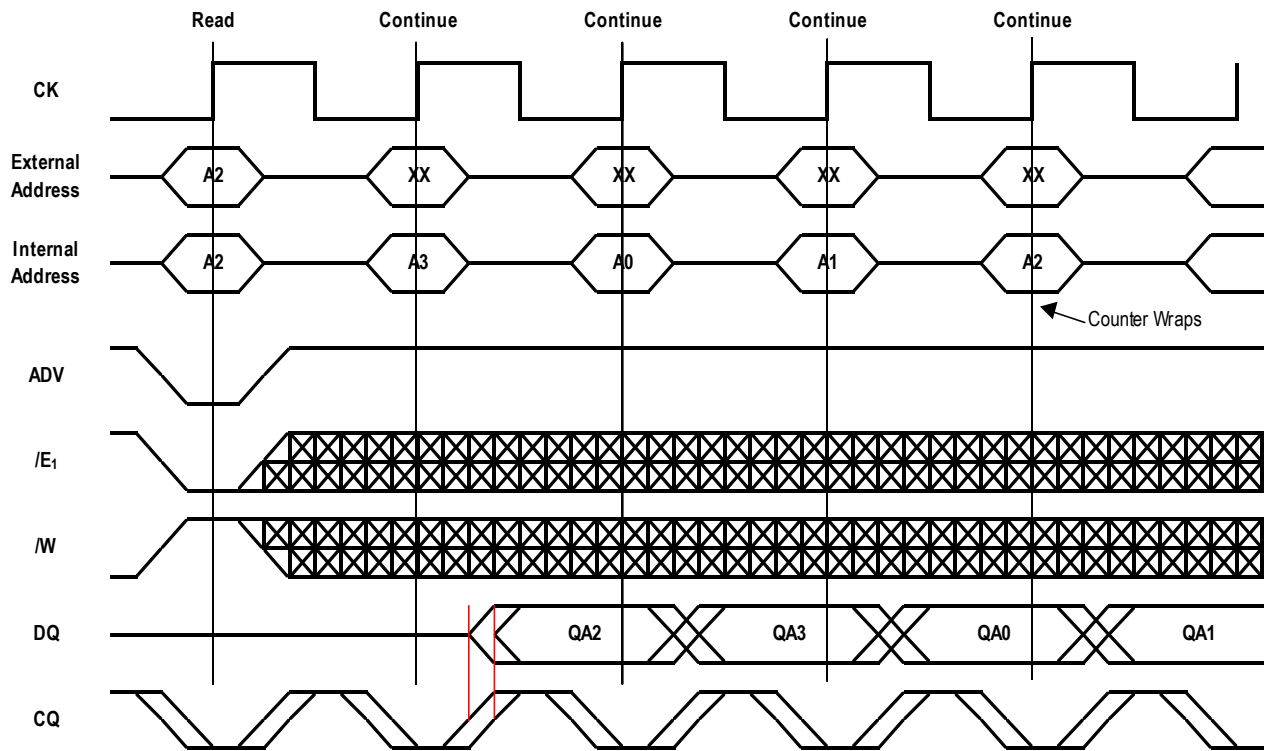 Read Continue Continue Continue Continue
CK
External
Address
A2 XX XX XX XX
Internal
Address
A2 A3 A0 A1 A2
Counter Wraps
ADV
/E1
/W
DQ QA2 QA3 QA0 QA1
CQ